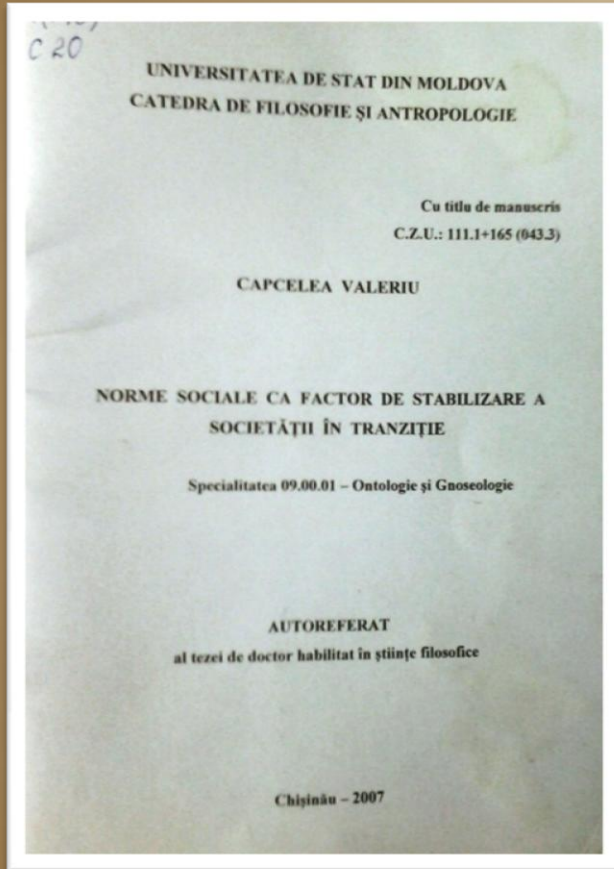 C 20
UNIVERSITATEA DE STAT DIN MOLDOVA
CATEDRA DE FILOSOFIE ŞI ANTROPOLOGIE
Cu titlu de manuscris
C.Z.U.: 111.1+165 (043.3)
CAPCELEA VALERIU
NORME SOCIALE CA FACTOR DE STABILIZARE A
SOCIETĂŢII ÎN TRANZIŢIE
Specialitatea 09.00.01 – Ontologie şi Gnoseologie
AUTOREFERAT
al tezei de doctor habilitat în ştiinţe filosofice
Chişinău – 2007